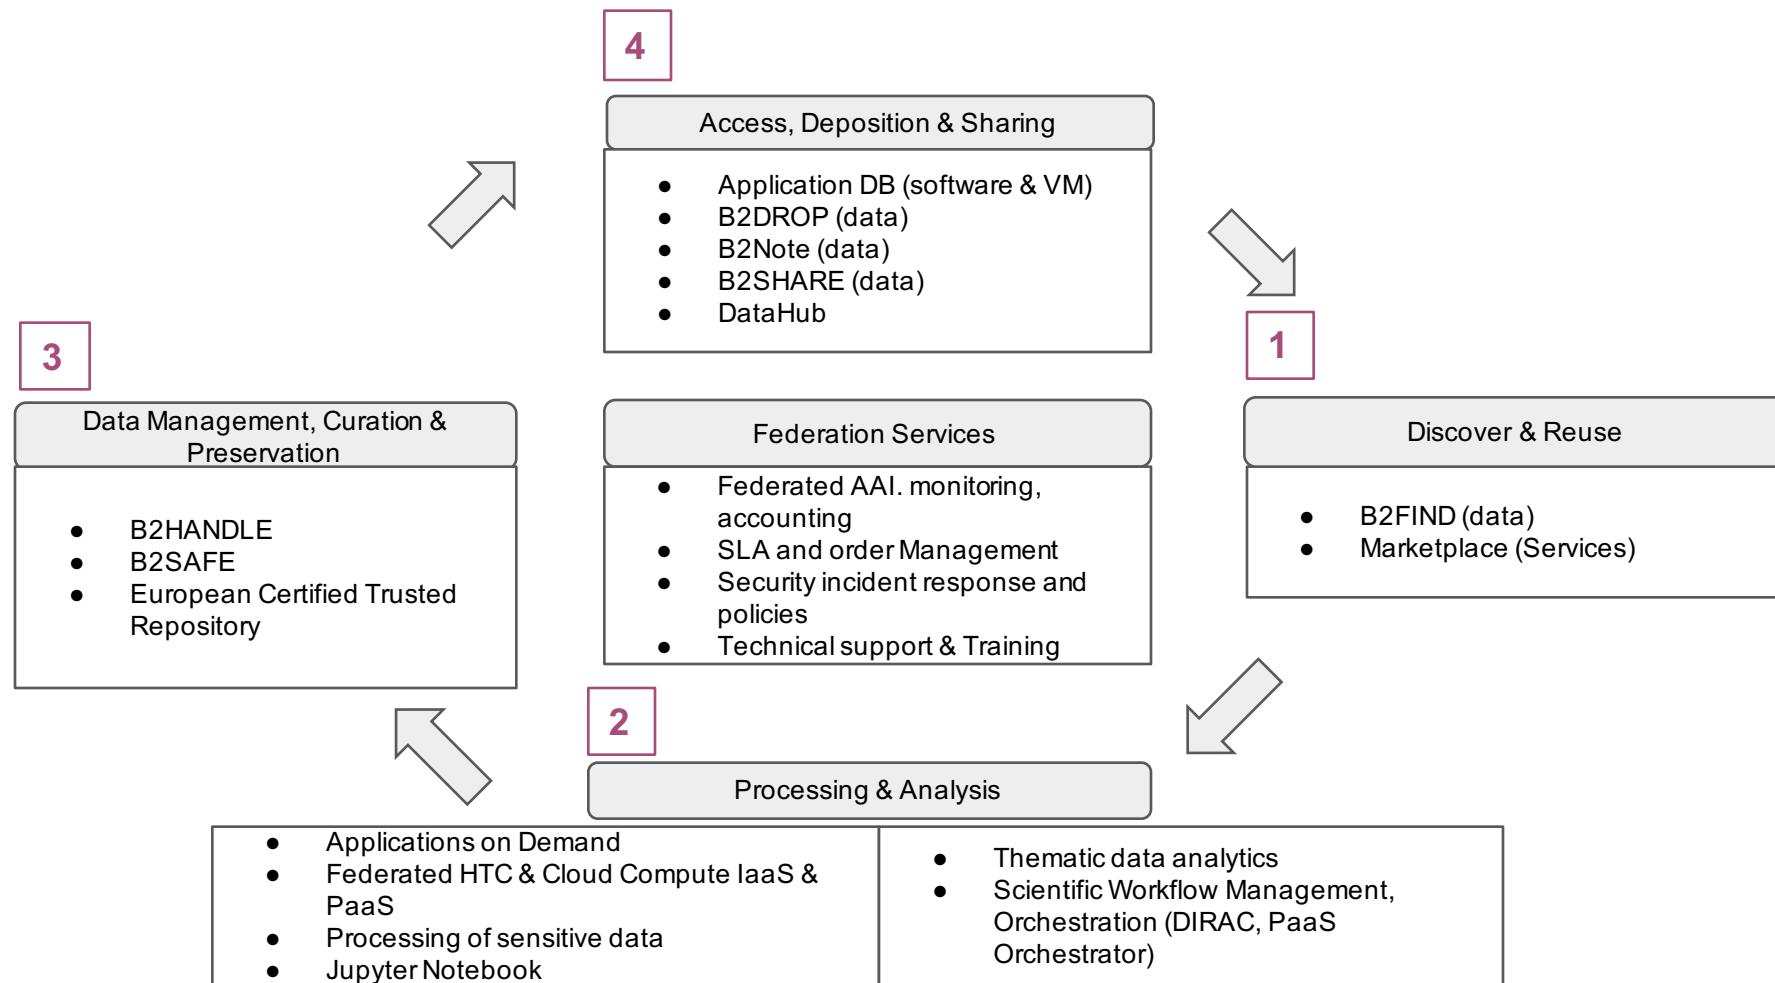 4
Access, Deposition & Sharing
● Application DB (software & VM)
● B2DROP (data)
● B2Note (data)
● B2SHARE (data)
● DataHub
3
Data Management, Curation &
Preservation
● B2HANDLE
● B2SAFE
● European Certified Trusted
Repository
Federation Services
● Federated AAI. monitoring,
accounting
● SLA and order Management
● Security incident response and
policies
● Technical support & Training
1
Discover & Reuse
● B2FIND (data)
● Marketplace (Services)
2
Processing & Analysis
● Applications on Demand
● Federated HTC & Cloud Compute IaaS &
PaaS
● Processing of sensitive data
● Jupyter Notebook
● Thematic data analytics
● Scientific Workflow Management,
Orchestration (DIRAC, PaaS
Orchestrator)